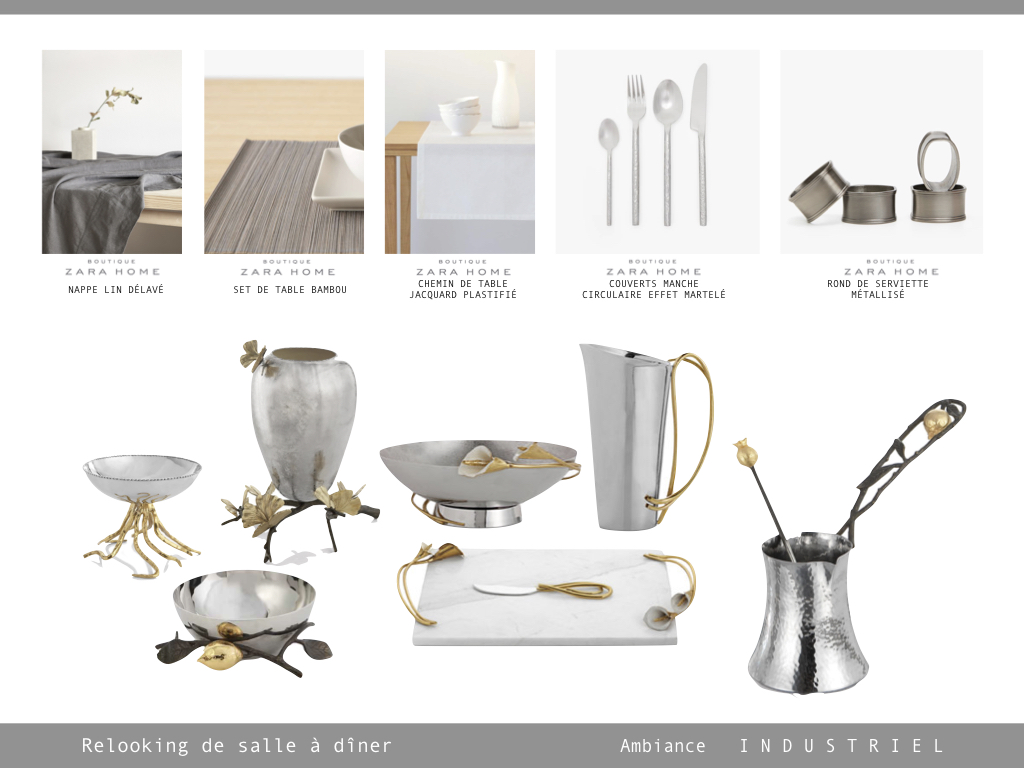 BOUTIQUE
ZARA HOME
NAPPE LIN DÉLAVÉ
BOUTIQUE
ZARA HOME
SET DE TABLE BAMBOU
BOUTIQUE
ZARA HOME
CHEMIN DE TABLE
JACQUARD PLASTIFIÉ
BOUTIQUE
ZARA HOME
COUVERTS MANCHE
CIRCULAIRE EFFET MARTELÉ
BOUTIQUE
ZARA HOME
ROND DE SERVIETTE
MÉTALLISÉ
Relooking de salle à dîner
Ambiance INDUSTRIEL